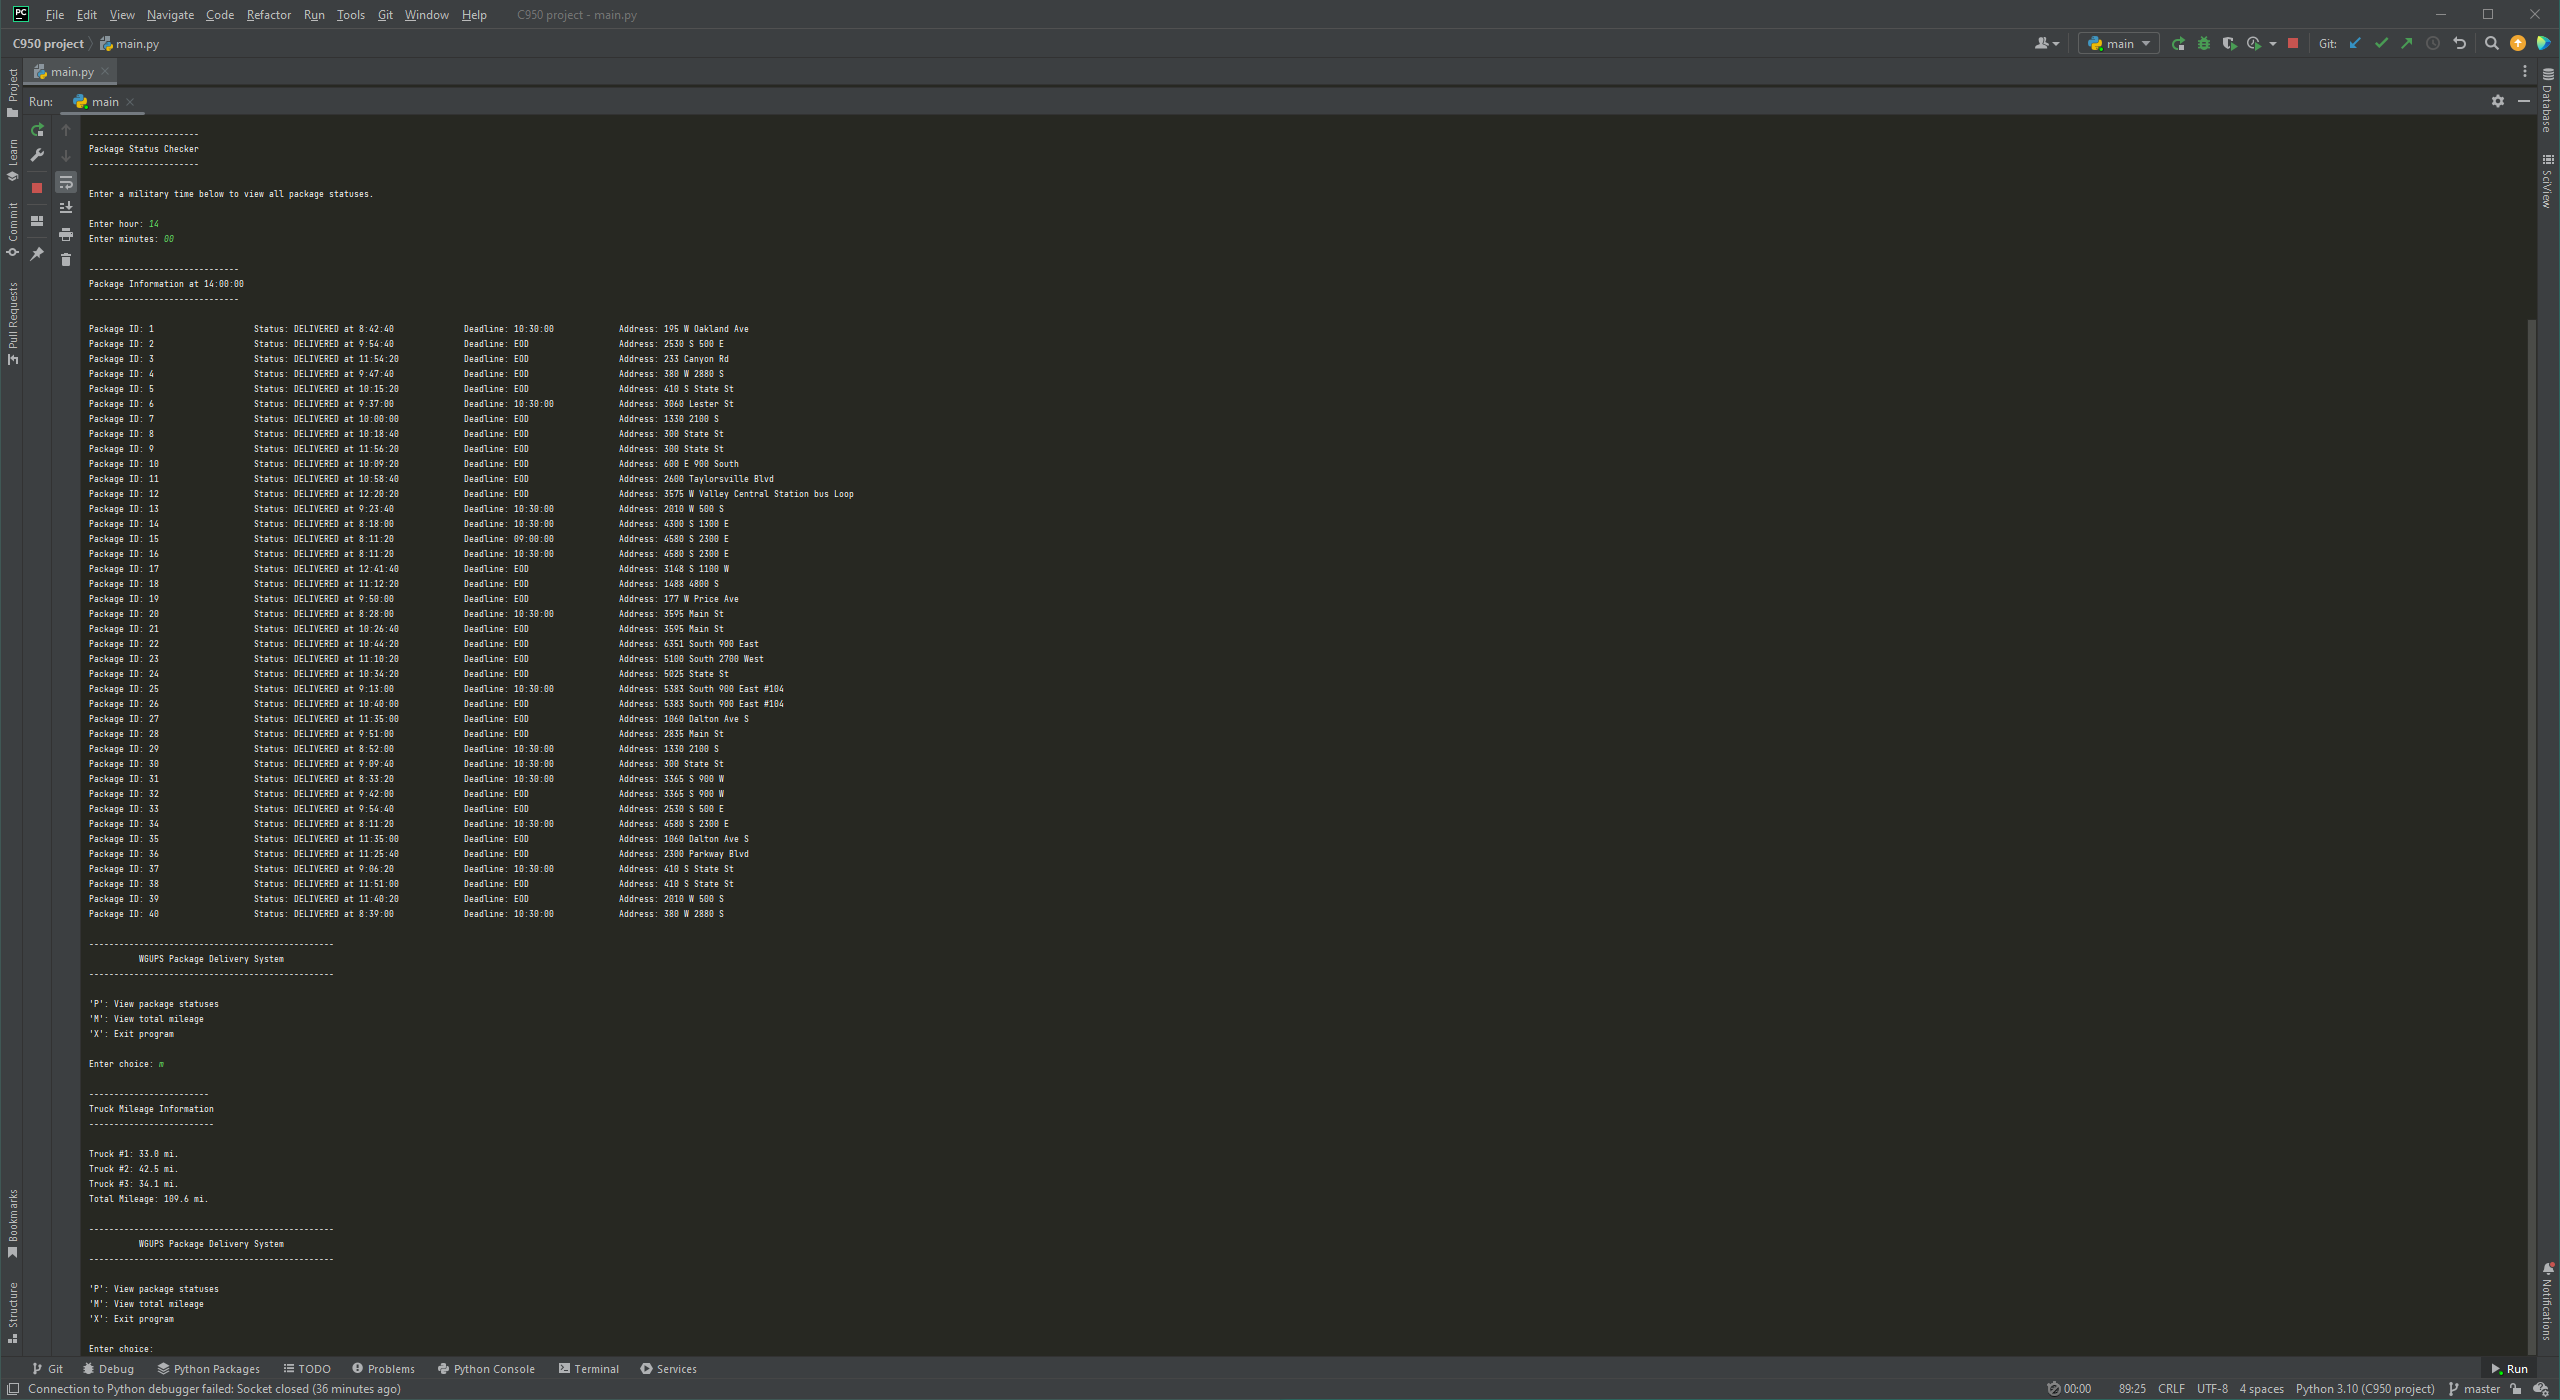 PC File Edit View Navigate Code Refactor Run Tools Git Window Help C950 project - main.py
C950 project main.py main Git:
main.py
Run: main
Project
Learn
Commit
Pull Requests
Bookmarks
Structure
----------------------
Package Status Checker
----------------------
Enter a military time below to view all package statuses.
Enter hour: 14
Enter minutes: 00
------------------------------
Package Information at 14:00:00
------------------------------
Package ID: 1 Status: DELIVERED at 8:42:40 Deadline: 10:30:00 Address: 195 W Oakland Ave
Package ID: 2 Status: DELIVERED at 9:54:40 Deadline: EOD Address: 2530 S 500 E
Package ID: 3 Status: DELIVERED at 11:54:20 Deadline: EOD Address: 233 Canyon Rd
Package ID: 4 Status: DELIVERED at 9:47:40 Deadline: EOD Address: 380 W 2880 S
Package ID: 5 Status: DELIVERED at 10:15:20 Deadline: EOD Address: 410 S State St
Package ID: 6 Status: DELIVERED at 9:37:00 Deadline: 10:30:00 Address: 3060 Lester St
Package ID: 7 Status: DELIVERED at 10:00:00 Deadline: EOD Address: 1330 2100 S
Package ID: 8 Status: DELIVERED at 10:18:40 Deadline: EOD Address: 300 State St
Package ID: 9 Status: DELIVERED at 11:56:20 Deadline: EOD Address: 300 State St
Package ID: 10 Status: DELIVERED at 10:09:20 Deadline: EOD Address: 600 E 900 South
Package ID: 11 Status: DELIVERED at 10:58:40 Deadline: EOD Address: 2600 Taylorsville Blvd
Package ID: 12 Status: DELIVERED at 12:20:20 Deadline: EOD Address: 3575 W Valley Central Station bus Loop
Package ID: 13 Status: DELIVERED at 9:23:40 Deadline: 10:30:00 Address: 2010 W 500 S
Package ID: 14 Status: DELIVERED at 8:18:00 Deadline: 10:30:00 Address: 4300 S 1300 E
Package ID: 15 Status: DELIVERED at 8:11:20 Deadline: 09:00:00 Address: 4580 S 2300 E
Package ID: 16 Status: DELIVERED at 8:11:20 Deadline: 10:30:00 Address: 4580 S 2300 E
Package ID: 17 Status: DELIVERED at 12:41:40 Deadline: EOD Address: 3148 S 1100 W
Package ID: 18 Status: DELIVERED at 11:12:20 Deadline: EOD Address: 1488 4800 S
Package ID: 19 Status: DELIVERED at 9:50:00 Deadline: EOD Address: 177 W Price Ave
Package ID: 20 Status: DELIVERED at 8:28:00 Deadline: 10:30:00 Address: 3595 Main St
Package ID: 21 Status: DELIVERED at 10:26:40 Deadline: EOD Address: 3595 Main St
Package ID: 22 Status: DELIVERED at 10:44:20 Deadline: EOD Address: 6351 South 900 East
Package ID: 23 Status: DELIVERED at 11:10:20 Deadline: EOD Address: 5100 South 2700 West
Package ID: 24 Status: DELIVERED at 10:34:20 Deadline: EOD Address: 5025 State St
Package ID: 25 Status: DELIVERED at 9:13:00 Deadline: 10:30:00 Address: 5383 South 900 East #104
Package ID: 26 Status: DELIVERED at 10:40:00 Deadline: EOD Address: 5383 South 900 East #104
Package ID: 27 Status: DELIVERED at 11:35:00 Deadline: EOD Address: 1060 Dalton Ave S
Package ID: 28 Status: DELIVERED at 9:51:00 Deadline: EOD Address: 2835 Main St
Package ID: 29 Status: DELIVERED at 8:52:00 Deadline: 10:30:00 Address: 1330 2100 S
Package ID: 30 Status: DELIVERED at 9:09:40 Deadline: 10:30:00 Address: 300 State St
Package ID: 31 Status: DELIVERED at 8:33:20 Deadline: 10:30:00 Address: 3365 S 900 W
Package ID: 32 Status: DELIVERED at 9:42:00 Deadline: EOD Address: 3365 S 900 W
Package ID: 33 Status: DELIVERED at 9:54:40 Deadline: EOD Address: 2530 S 500 E
Package ID: 34 Status: DELIVERED at 8:11:20 Deadline: 10:30:00 Address: 4580 S 2300 E
Package ID: 35 Status: DELIVERED at 11:35:00 Deadline: EOD Address: 1060 Dalton Ave S
Package ID: 36 Status: DELIVERED at 11:25:40 Deadline: EOD Address: 2300 Parkway Blvd
Package ID: 37 Status: DELIVERED at 9:06:20 Deadline: 10:30:00 Address: 410 S State St
Package ID: 38 Status: DELIVERED at 11:51:00 Deadline: EOD Address: 410 S State St
Package ID: 39 Status: DELIVERED at 11:40:20 Deadline: EOD Address: 2010 W 500 S
Package ID: 40 Status: DELIVERED at 8:39:00 Deadline: 10:30:00 Address: 380 W 2880 S
-------------------------------------------------
WGUPS Package Delivery System
-------------------------------------------------
'P': View package statuses
'M': View total mileage
'X': Exit program
Enter choice: m
------------------------
Truck Mileage Information
-------------------------
Truck #1: 33.0 mi.
Truck #2: 42.5 mi.
Truck #3: 34.1 mi.
Total Mileage: 109.6 mi.
-------------------------------------------------
WGUPS Package Delivery System
-------------------------------------------------
'P': View package statuses
'M': View total mileage
'X': Exit program
Enter choice:
Database
SciView
Notifications
Git Debug Python Packages TODO Problems Python Console Terminal Services Run
Connection to Python debugger failed: Socket closed (36 minutes ago) 00:00 89:25 CRLF UTF-8 4 spaces Python 3.10 (C950 project) master